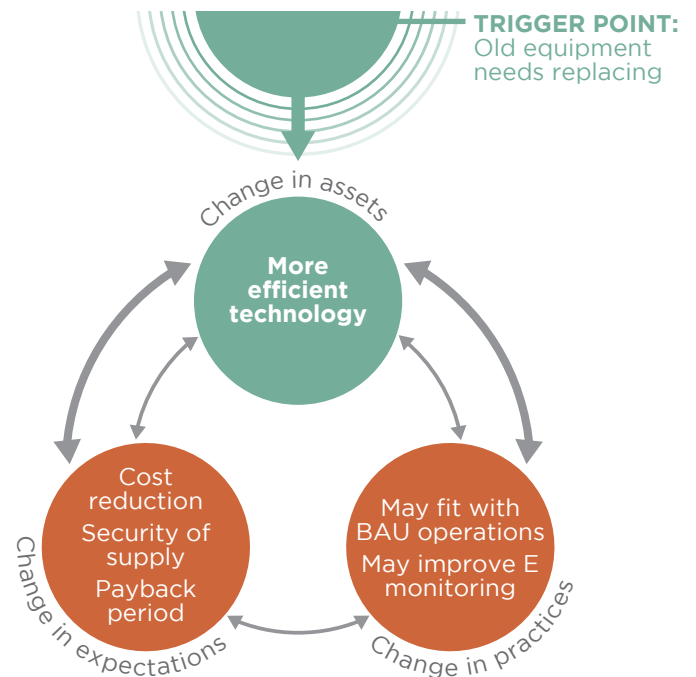 TRIGGER POINT:
Old equipment
needs replacing
Change in assets
More
efficient
technology
Cost
reduction
Security of
supply
Payback
period
Change in expectations
May fit with
BAU operations
May improve E
monitoring
Change in practices